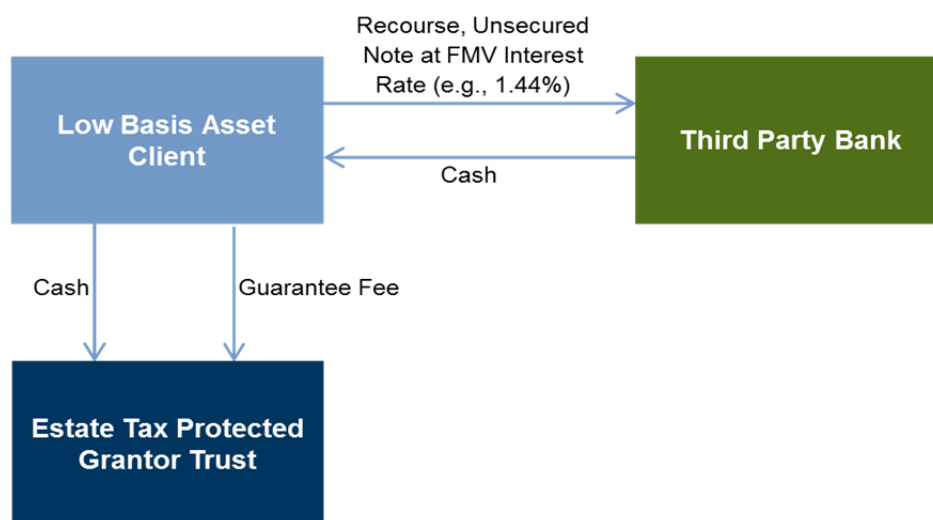 Recourse, Unsecured
Note at FMV Interest
Rate (e.g., 1.44%)
Low Basis Asset
Client
Third Party Bank
Cash
Cash
Guarantee Fee
Estate Tax Protected
Grantor Trust